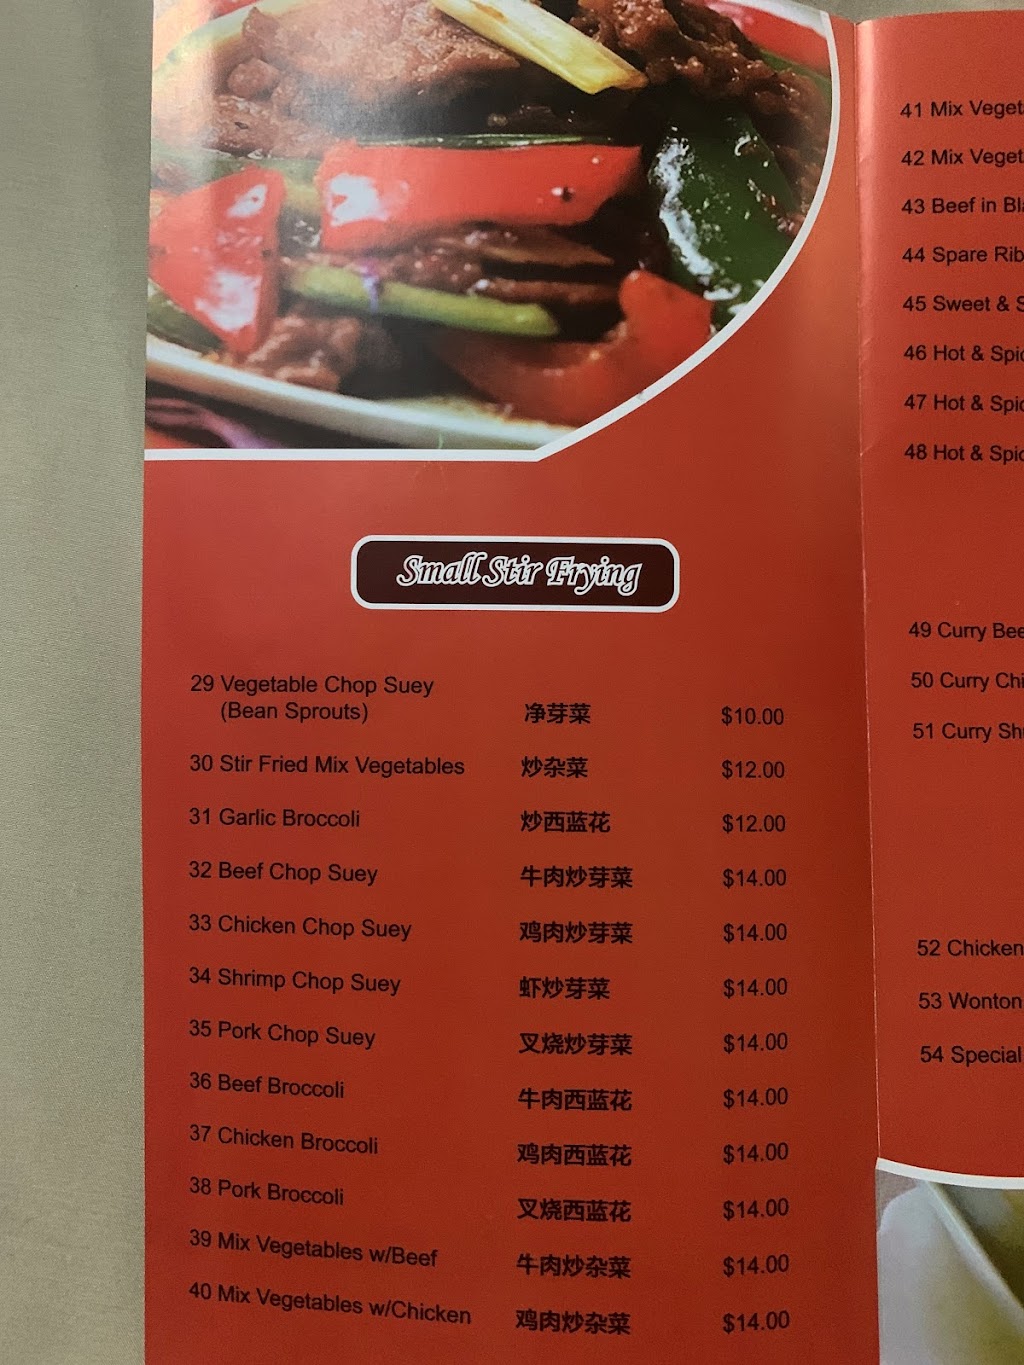 Small Stir Frying
29 Vegetable Chop Suey
(Bean Sprouts) 净芽菜 $10.00
30 Stir Fried Mix Vegetables 炒杂菜 $12.00
31 Garlic Broccoli 炒西蓝花 $12.00
32 Beef Chop Suey 牛肉炒芽菜 $14.00
33 Chicken Chop Suey 鸡肉炒芽菜 $14.00
34 Shrimp Chop Suey 虾炒芽菜 $14.00
35 Pork Chop Suey 叉烧炒芽菜 $14.00
36 Beef Broccoli 牛肉西蓝花 $14.00
37 Chicken Broccoli 鸡肉西蓝花 $14.00
38 Pork Broccoli 叉烧西蓝花 $14.00
39 Mix Vegetables w/Beef 牛肉炒杂菜 $14.00
40 Mix Vegetables w/Chicken 鸡肉炒杂菜 $14.00
41 Mix
42 Mix
43 Beef in
44 Spare
45 Sweet &
46 Hot &
47 Hot &
48 Hot &
49 Curry
50 Curry
51 Curry
52 Chicken
53 Wonton
54 Special